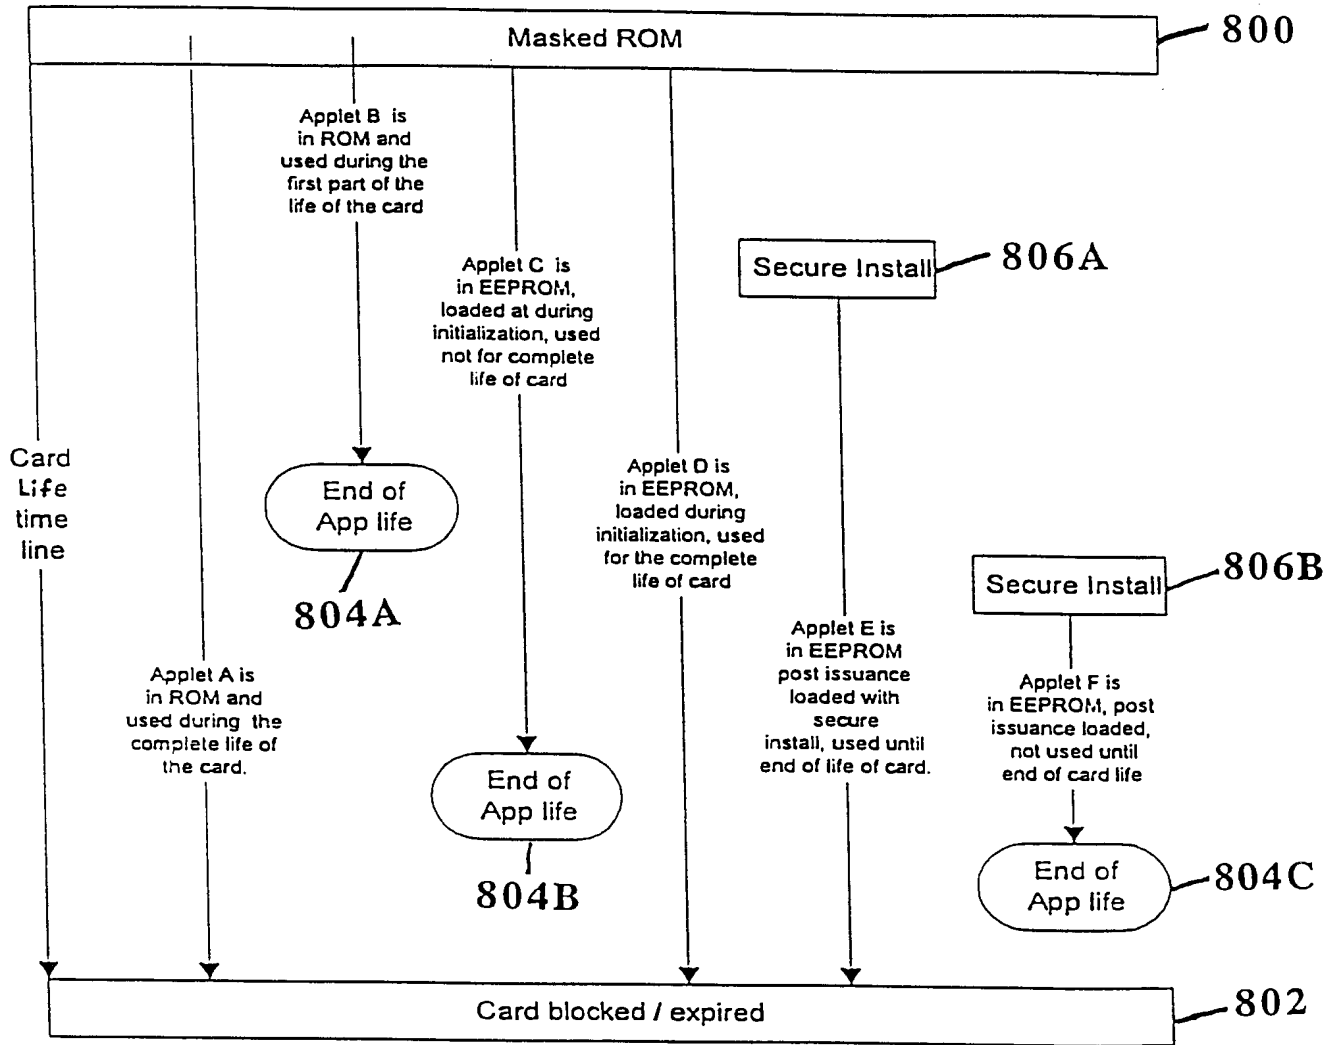 Masked ROM
800
Applet B is
in ROM and
used during the
first part of the
life of the card
Applet C is
in EEPROM,
loaded at during
initialization, used
not for complete
life of card
Secure Install
806A
Card
Life
time
line
End of
App life
804A
Applet D is
in EEPROM,
loaded during
initialization, used
for the complete
life of card
Secure Install
806B
Applet A is
in ROM and
used during the
complete life of
the card.
Applet E is
in EEPROM
post issuance
loaded with
secure
install, used until
end of life of card.
Applet F is
in EEPROM, post
issuance loaded,
not used until
end of card life
End of
App life
804B
End of
App life
804C
Card blocked / expired
802